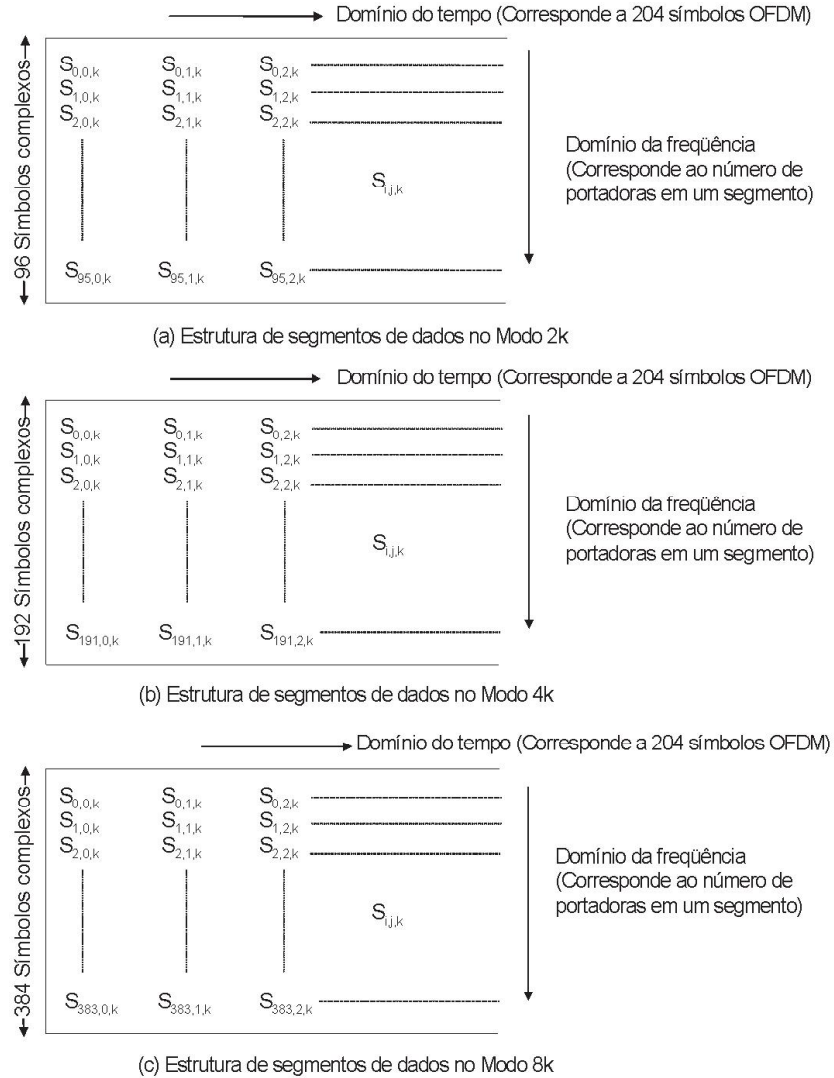 Domínio do tempo (Corresponde a 204 símbolos OFDM)
96 Símbolos complexos
S0,0,k S0,1,k S0,2,k
S1,0,k S1,1,k S1,2,k
S2,0,k S2,1,k S2,2,k
Domínio da freqüência
(Corresponde ao número de
portadoras em um segmento)
Si,j,k
S95,0,k S95,1,k S95,2,k
(a) Estrutura de segmentos de dados no Modo 2k
Domínio do tempo (Corresponde a 204 símbolos OFDM)
192 Símbolos complexos
S0,0,k S0,1,k S0,2,k
S1,0,k S1,1,k S1,2,k
S2,0,k S2,1,k S2,2,k
Domínio da freqüência
(Corresponde ao número de
portadoras em um segmento)
Si,j,k
S191,0,k S191,1,k S191,2,k
(b) Estrutura de segmentos de dados no Modo 4k
Domínio do tempo (Corresponde a 204 símbolos OFDM)
384 Símbolos complexos
S0,0,k S0,1,k S0,2,k
S1,0,k S1,1,k S1,2,k
S2,0,k S2,1,k S2,2,k
Domínio da freqüência
(Corresponde ao número de
portadoras em um segmento)
Si,j,k
S383,0,k S383,1,k S383,2,k
(c) Estrutura de segmentos de dados no Modo 8k